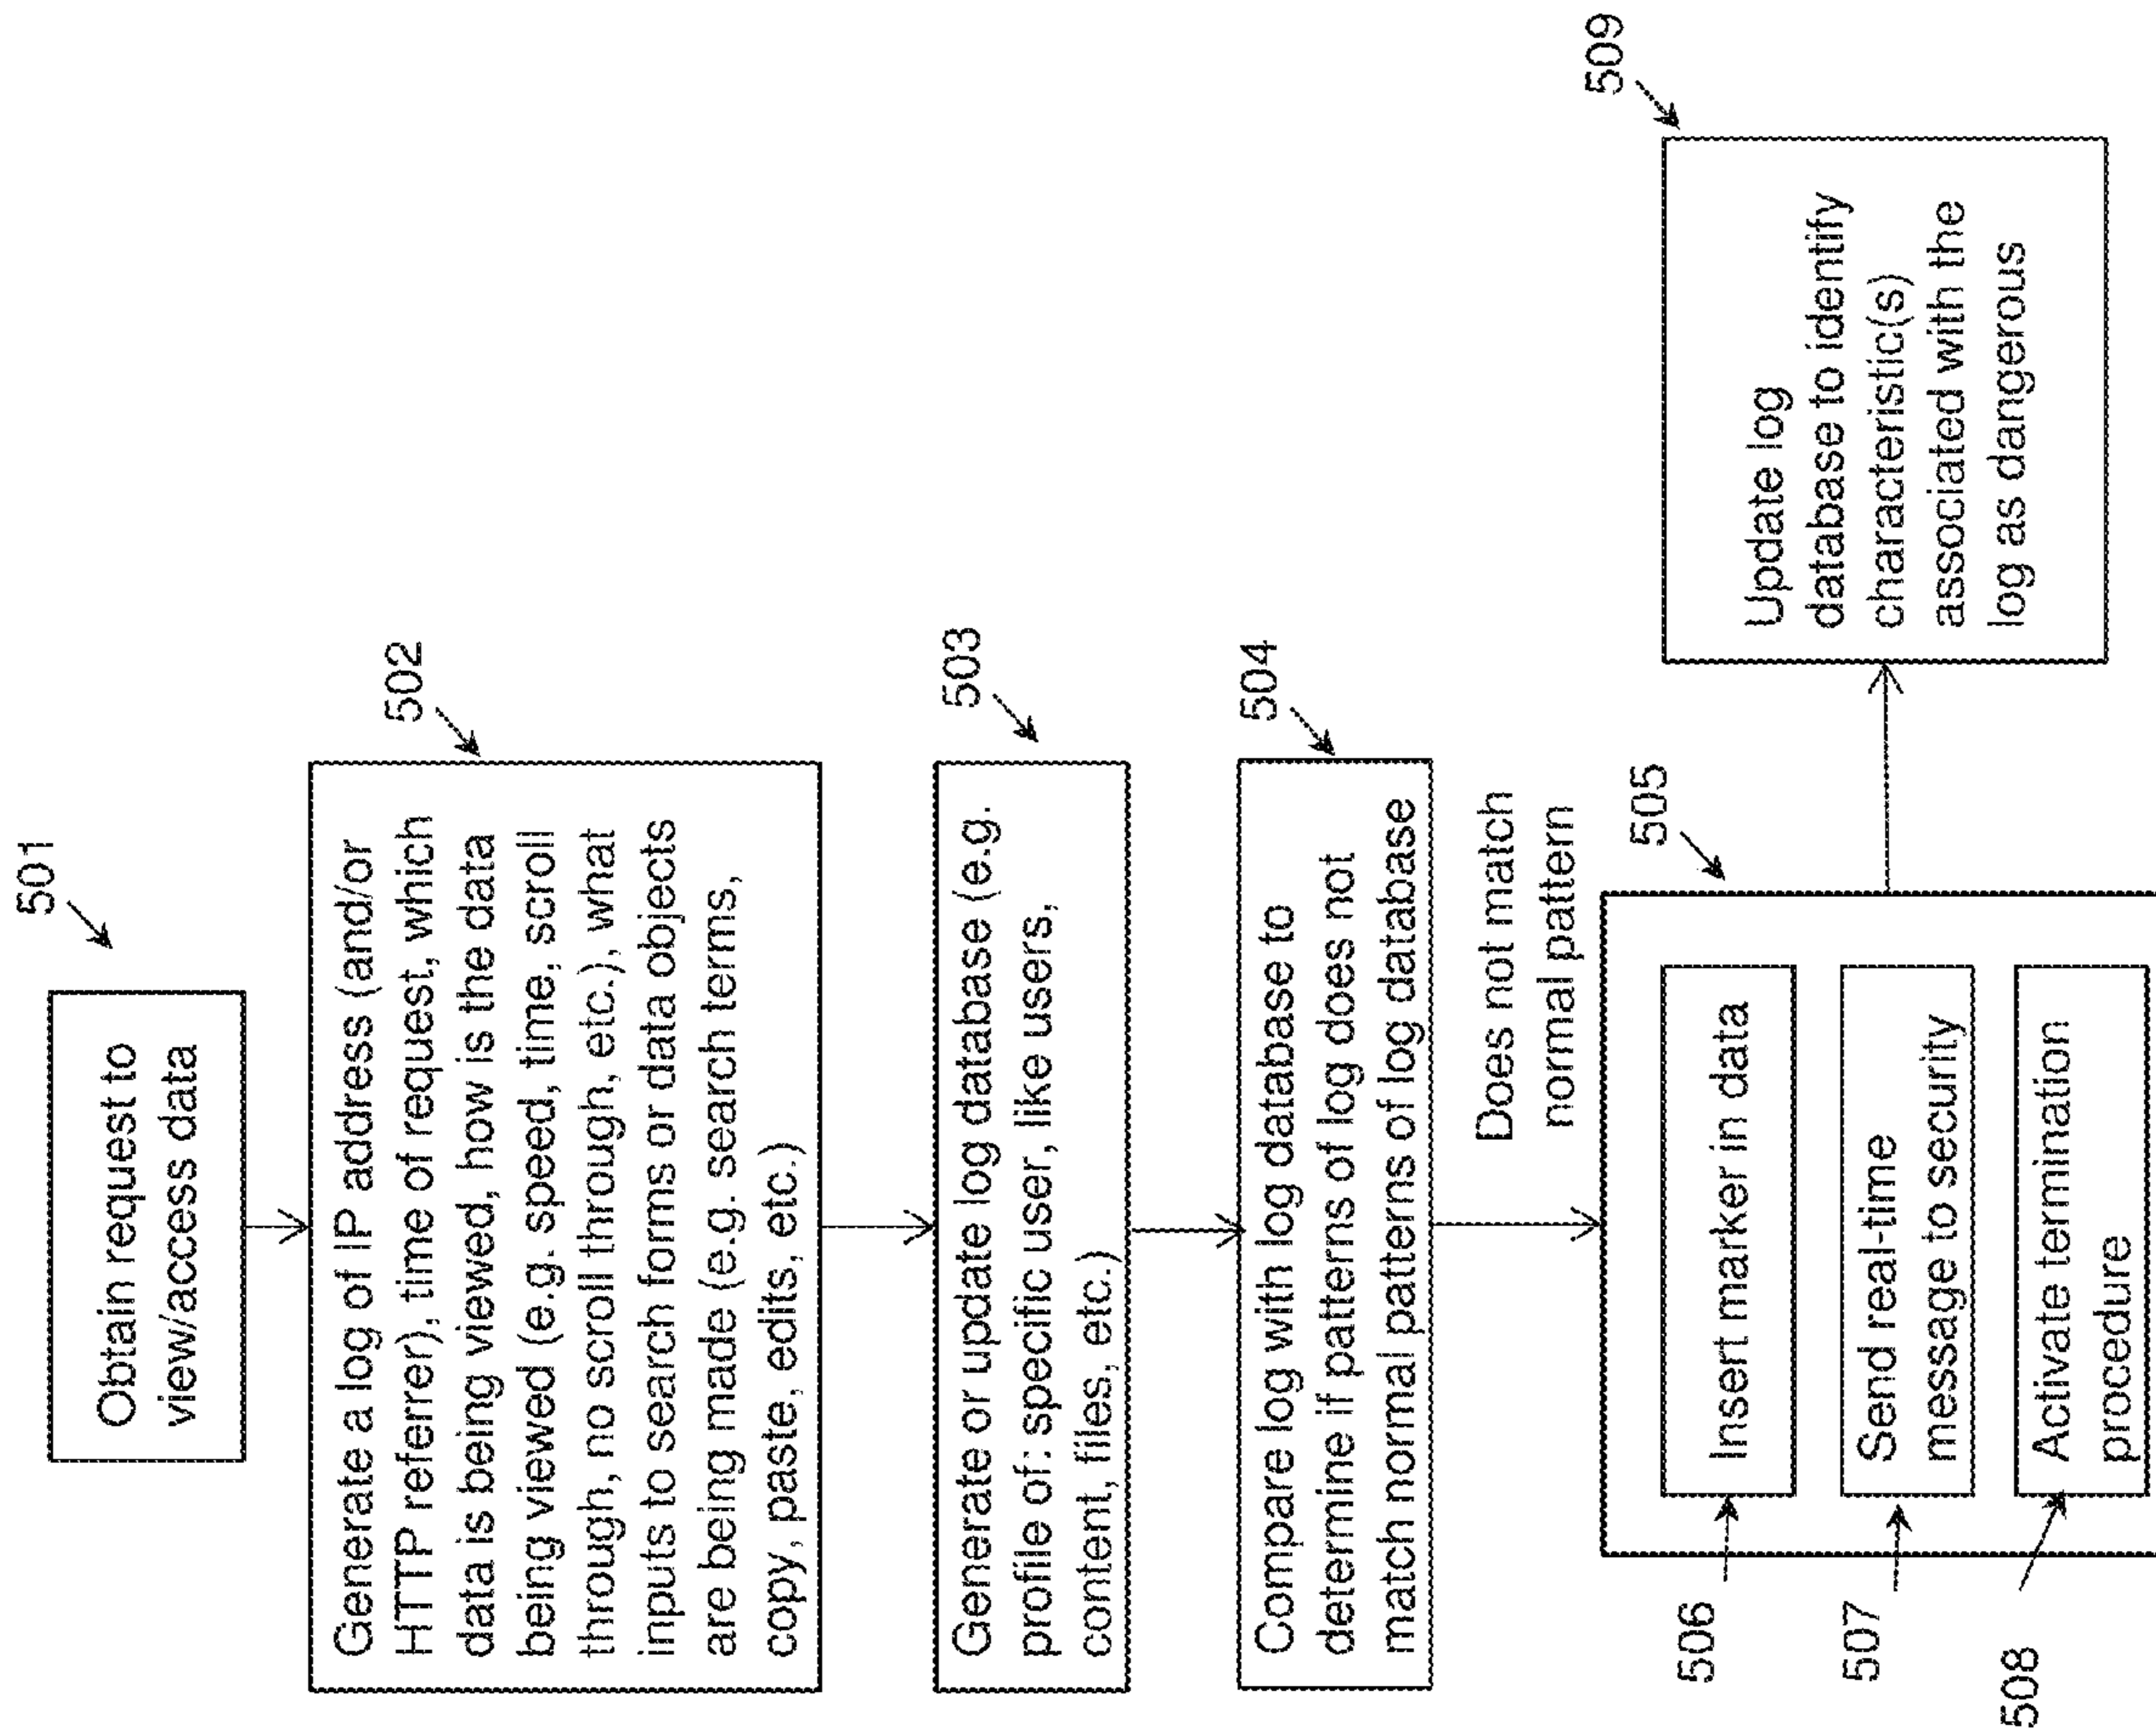 501
Obtain request to
view/access data
502
Generate a log of IP address (and/or
HTTP referrer), time of request, which
data is being viewed, how is the data
being viewed (e.g. speed, time, scroll
through, no scroll through, etc.), what
inputs to search forms or data objects
are being made (e.g. search terms,
copy, paste, edits, etc.)
503
Generate or update log database (e.g.
profile of: specific user, like users,
content, files, etc.)
504
Compare log with log database to
determine if patterns of log does not
match normal patterns of log database
Does not match
normal pattern
505
506
Insert marker in data
507
Send real-time
message to security
508
Activate termination
procedure
509
Update log
database to identify
characteristic(s)
associated with the
log as dangerous